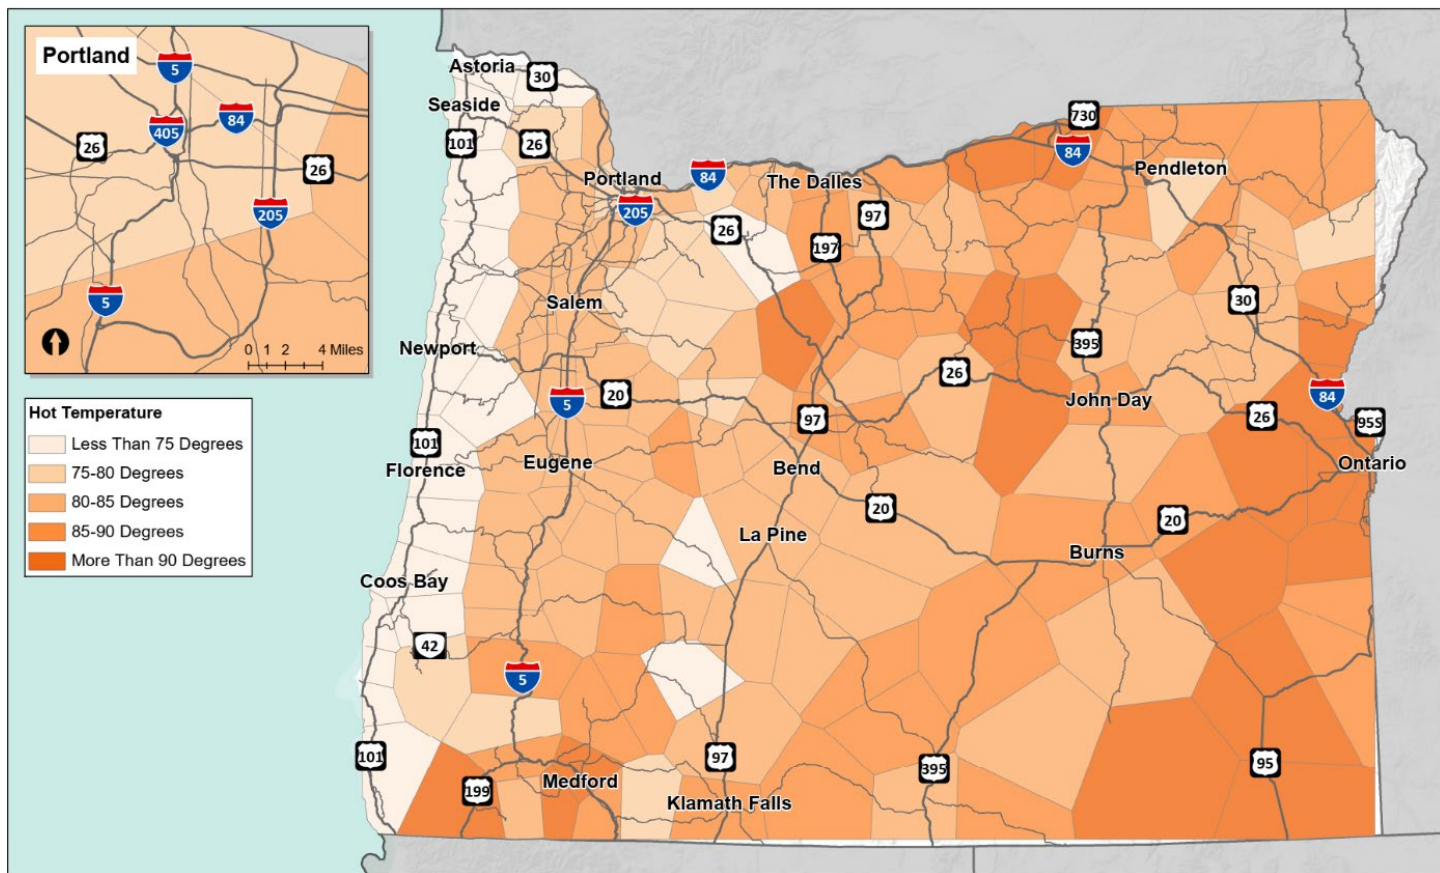 Portland
5
84
405
26
26
205
5
0 1 2 4 Miles
Hot Temperature
Less Than 75 Degrees
75-80 Degrees
80-85 Degrees
85-90 Degrees
More Than 90 Degrees
Astoria
30
Seaside
101
26
Portland
205
84
The Dalles
730
84
Pendleton
26
97
197
Salem
30
Newport
395
26
20
5
John Day
84
26
95S
97
101
Florence
Eugene
Bend
Ontario
20
20
La Pine
Burns
Coos Bay
42
5
101
97
395
95
199
Medford
Klamath Falls